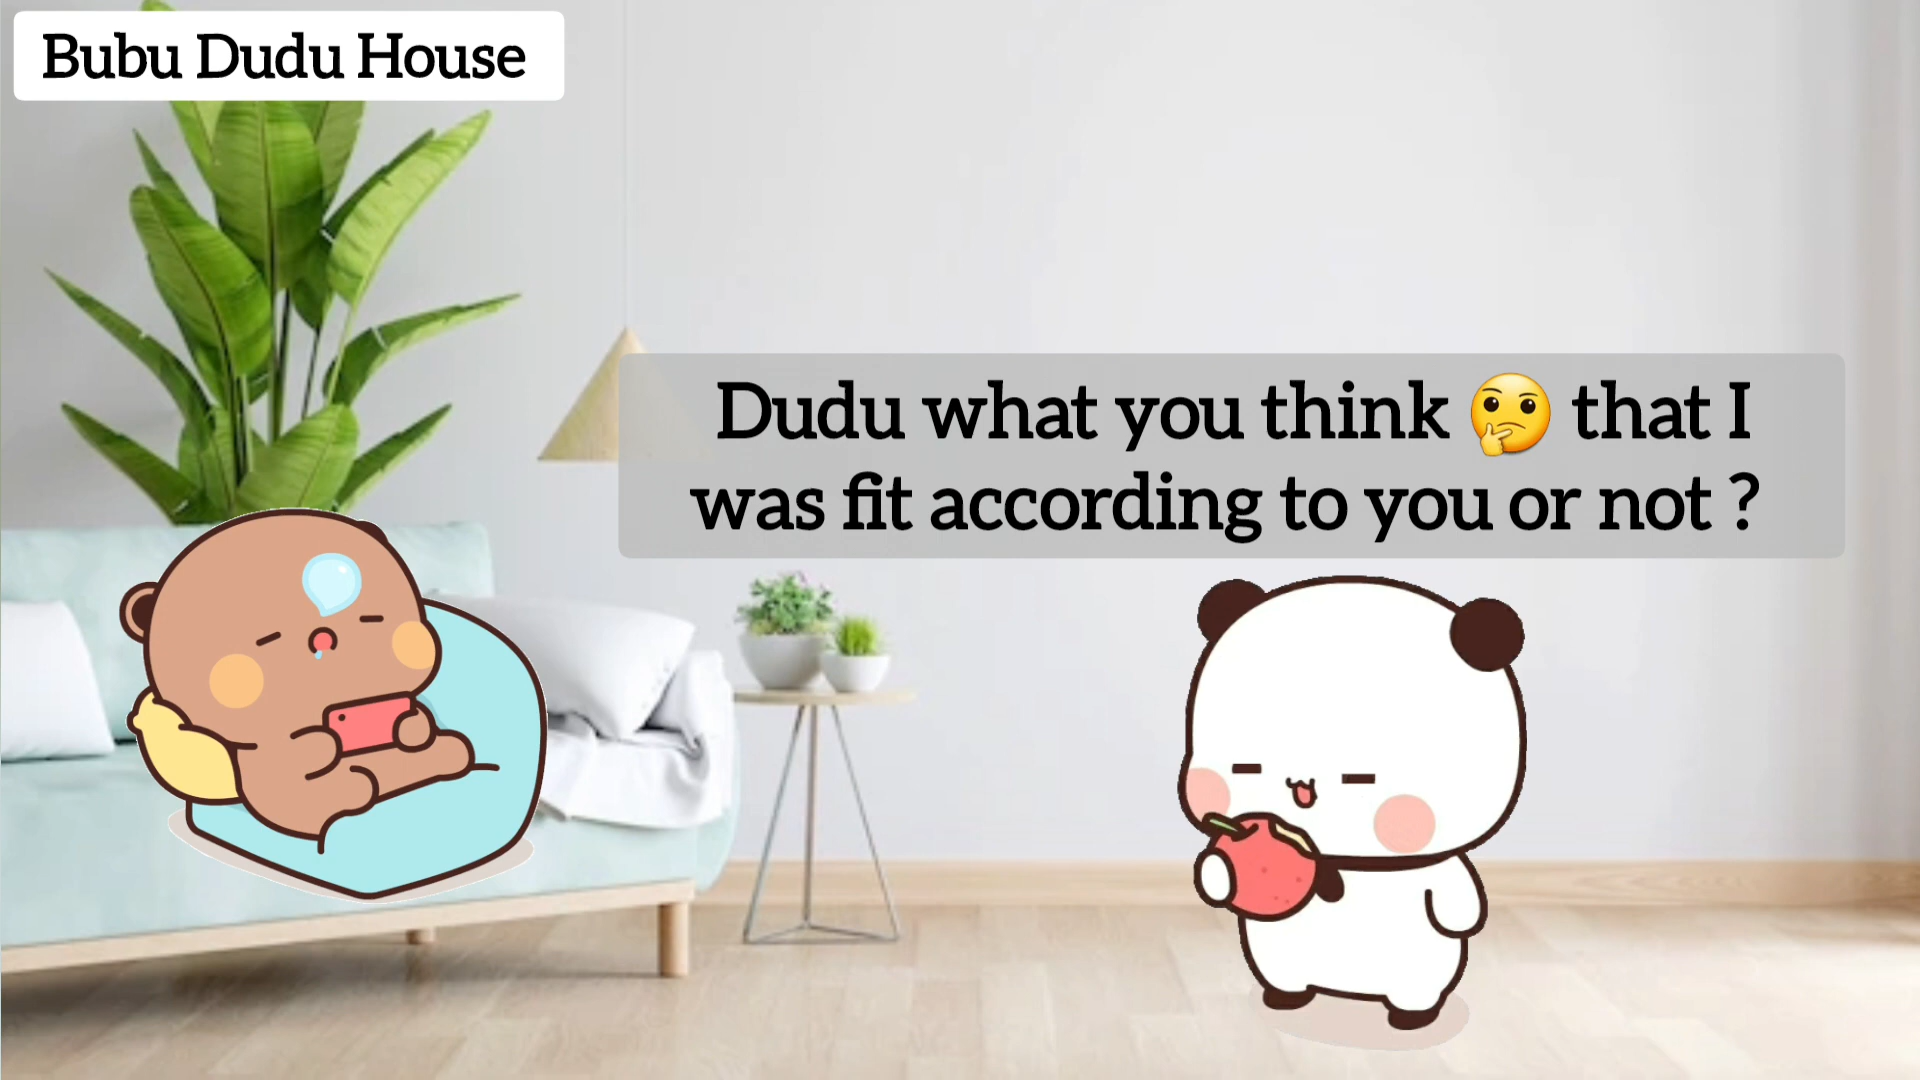 Bubu Dudu House
Dudu what you think 🤔 that I
was fit according to you or not ?